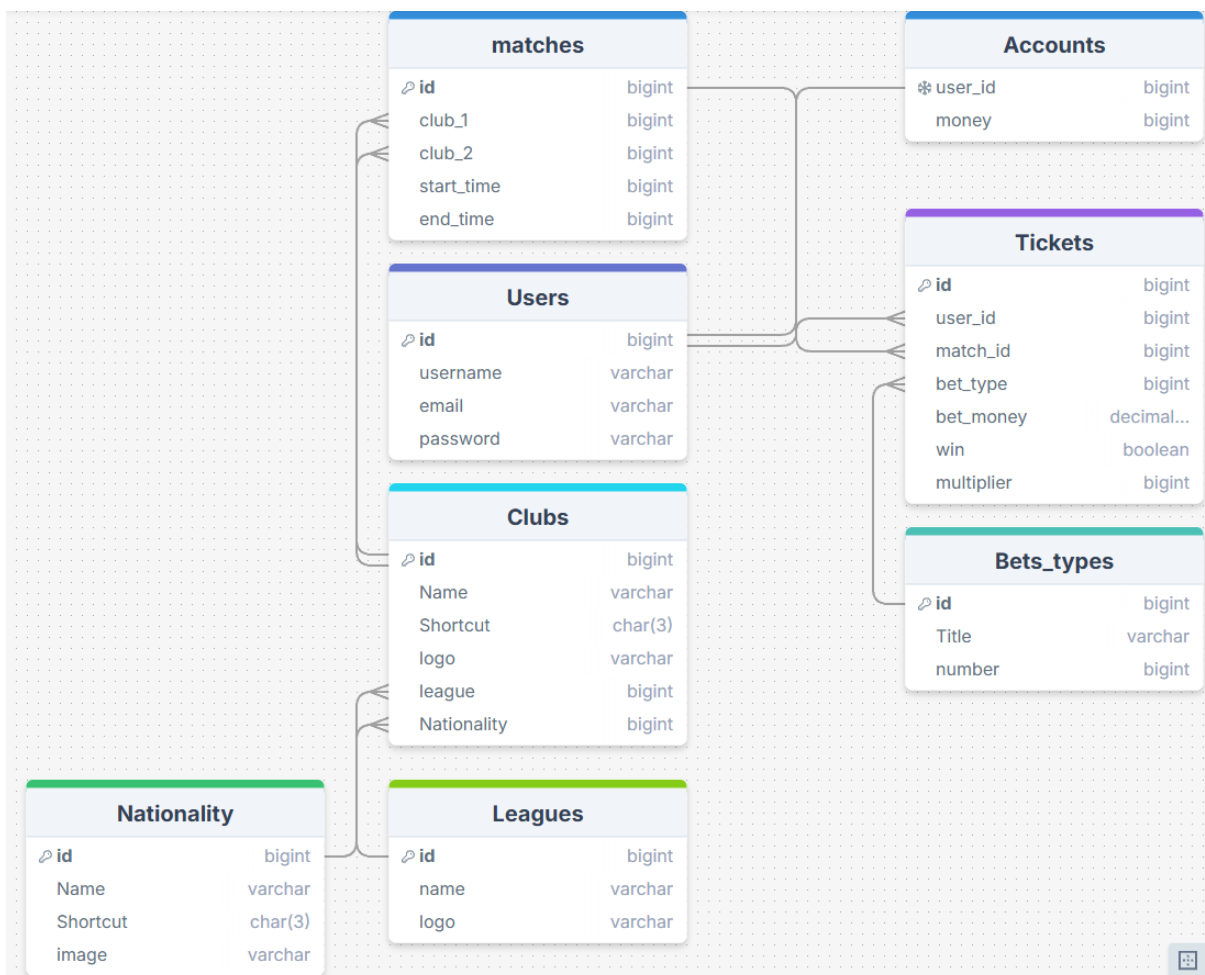 matches
id bigint
club_1 bigint
club_2 bigint
start_time bigint
end_time bigint
Users
id bigint
username varchar
email varchar
password varchar
Clubs
id bigint
Name varchar
Shortcut char(3)
logo varchar
league bigint
Nationality bigint
Nationality
id bigint
Name varchar
Shortcut char(3)
image varchar
Leagues
id bigint
name varchar
logo varchar
Accounts
user_id bigint
money bigint
Tickets
id bigint
user_id bigint
match_id bigint
bet_type bigint
bet_money decimal...
win boolean
multiplier bigint
Bets_types
id bigint
Title varchar
number bigint